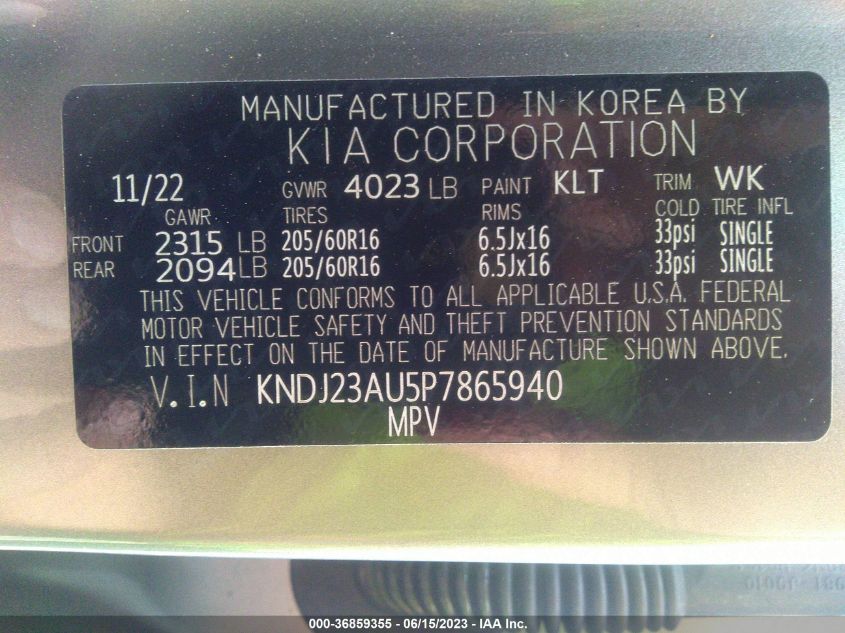 MANUFACTURED IN KOREA BY
KIA CORPORATION
11/22 GVWR 4023 LB PAINT KLT TRIM WK
GAWR TIRES RIMS COLD TIRE INFL
FRONT 2315 LB 205/60R16 6.5Jx16 33psi SINGLE
REAR 2094 LB 205/60R16 6.5Jx16 33psi SINGLE
THIS VEHICLE CONFORMS TO ALL APPLICABLE U.S.A. FEDERAL
MOTOR VEHICLE SAFETY AND THEFT PREVENTION STANDARDS
IN EFFECT ON THE DATE OF MANUFACTURE SHOWN ABOVE.
V.I.N KNDJ23AU5P7865940
MPV
000-36859355 - 06/15/2023 - IAA Inc.